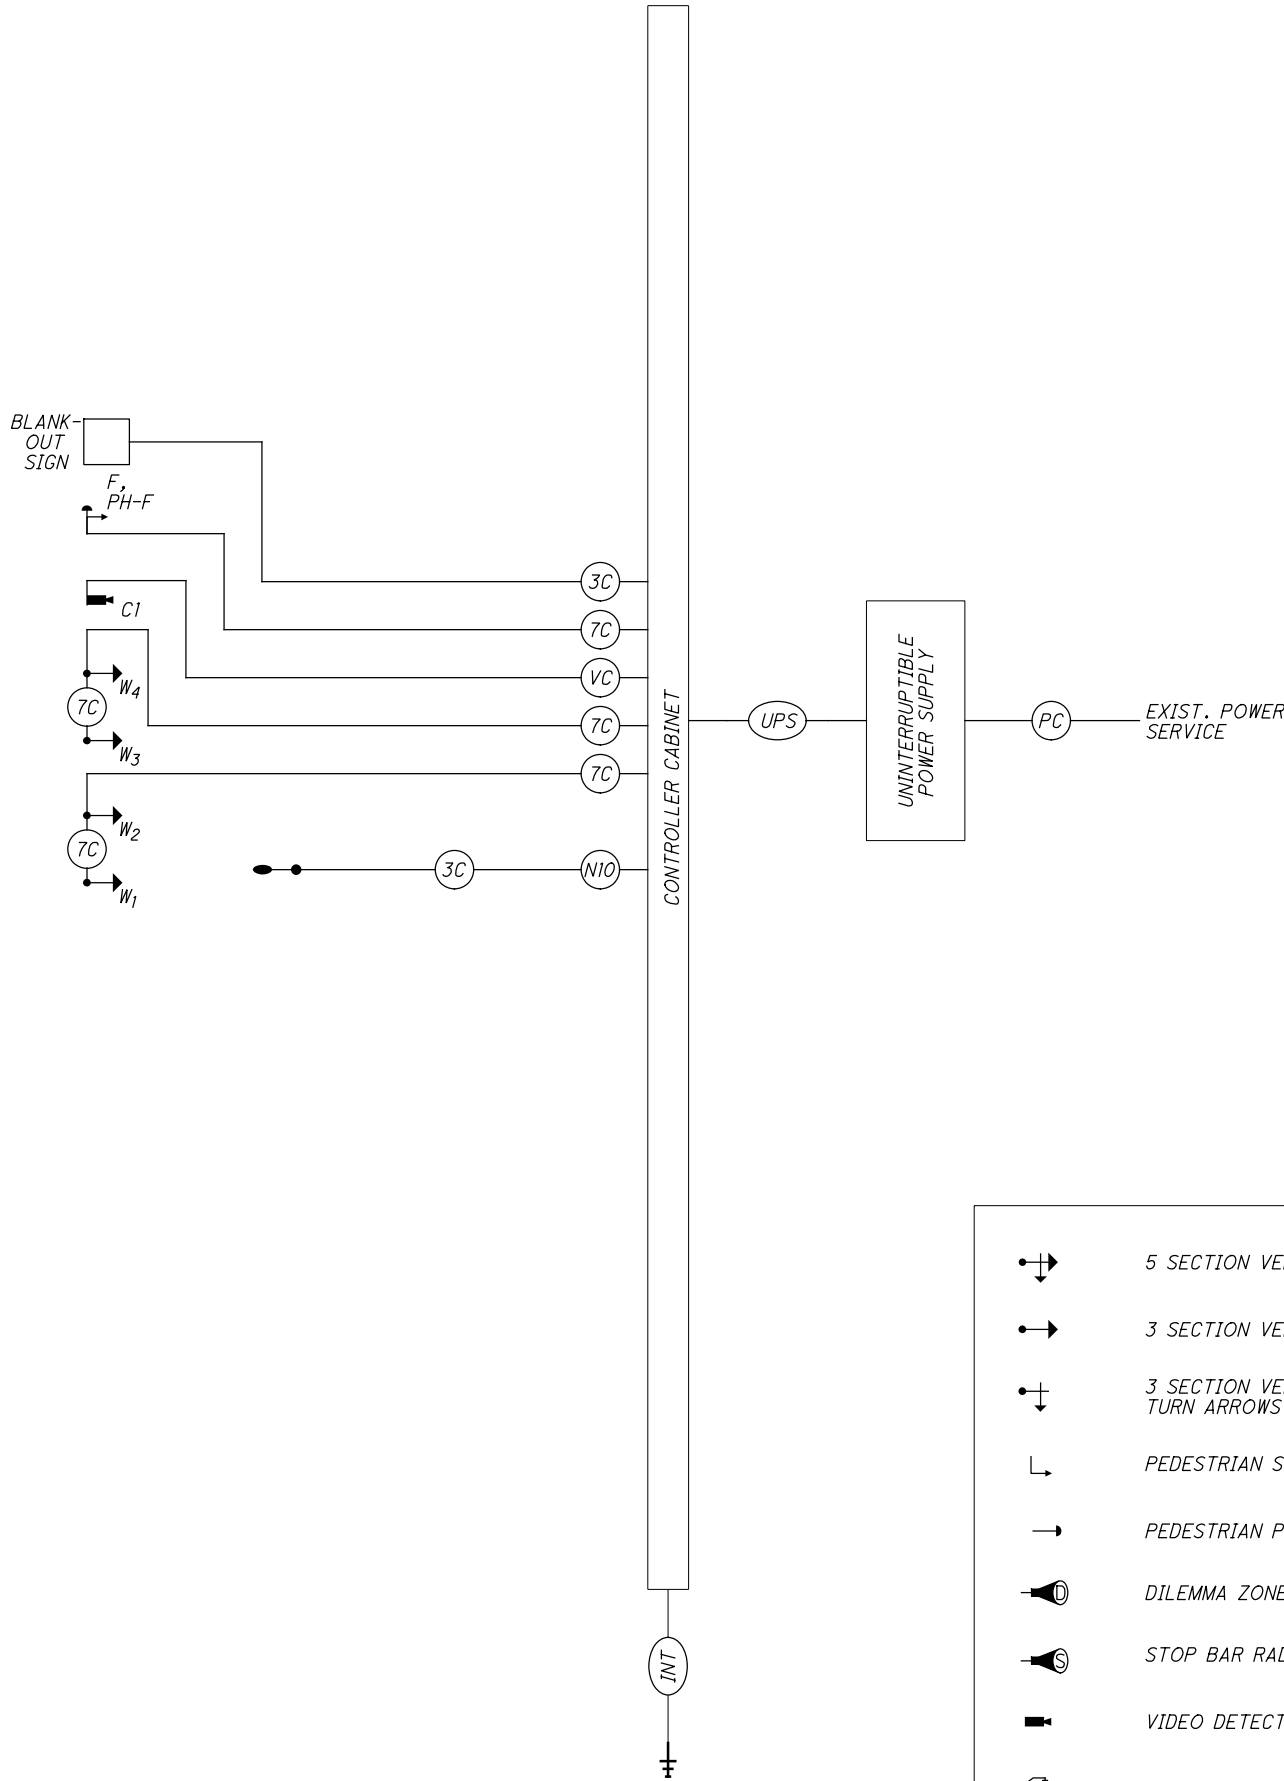 BLANK-
OUT
SIGN
F,
PH-F
C1
W4
7C
W3
W2
7C
W1
3C
7C
VC
7C
7C
3C
N10
CONTROLLER CABINET
UPS
UNINTERRUPTIBLE
POWER SUPPLY
PC
EXIST. POWER
SERVICE
INT
5 SECTION VE
3 SECTION VE
3 SECTION VE
TURN ARROWS
PEDESTRIAN S
PEDESTRIAN P
D
DILEMMA ZONE
S
STOP BAR RAD
VIDEO DETECT